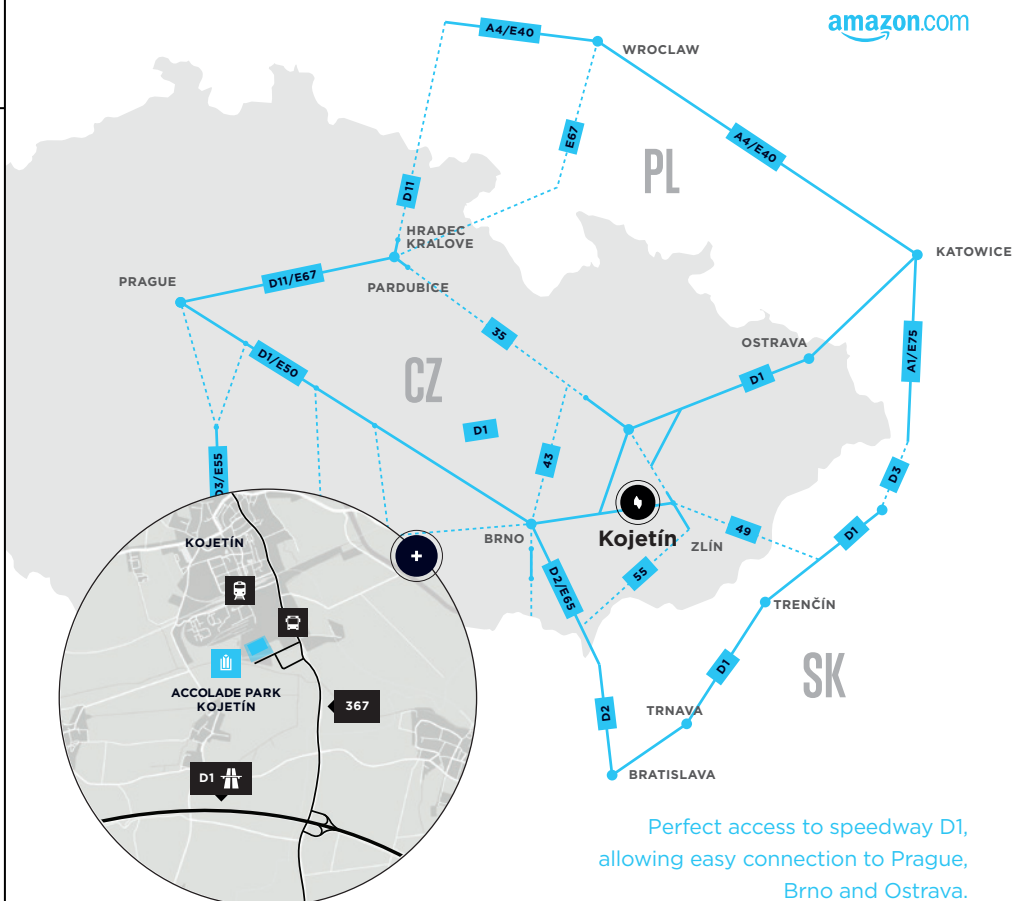 amazon.com
A4/E40
WROCLAW
E67
A4/E40
PL
D11
HRADEC
KRALOVE
KATOWICE
PRAGUE
D11/E67
PARDUBICE
35
OSTRAVA
A1/E75
D1/E50
CZ
D1
D1
43
D3/E55
D3
Kojetín
49
D1
BRNO
ZLÍN
55
D2/E65
TRENČÍN
SK
D1
TRNAVA
D2
BRATISLAVA
KOJETÍN
ACCOLADE PARK
KOJETÍN
367
D1
Perfect access to speedway D1,
allowing easy connection to Prague,
Brno and Ostrava.